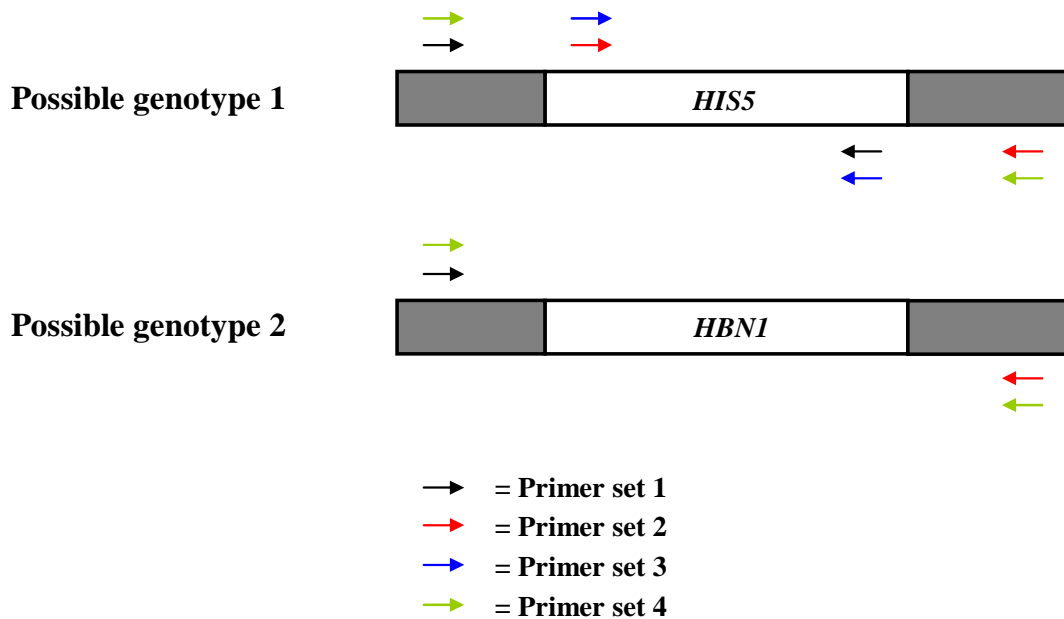 Possible genotype 1
HIS5
Possible genotype 2
HBN1
= Primer set 1
= Primer set 2
= Primer set 3
= Primer set 4